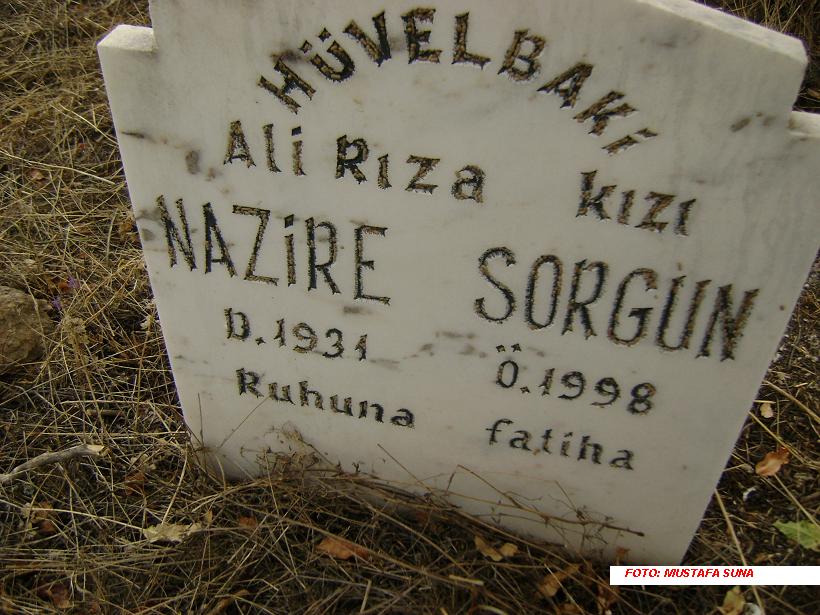 HüVELBAKİ
Ali Rıza kızı
NAZİRE SORGUN
D.1931 Ö.1998
Ruhuna fatiha
FOTO: MUSTAFA SUNA